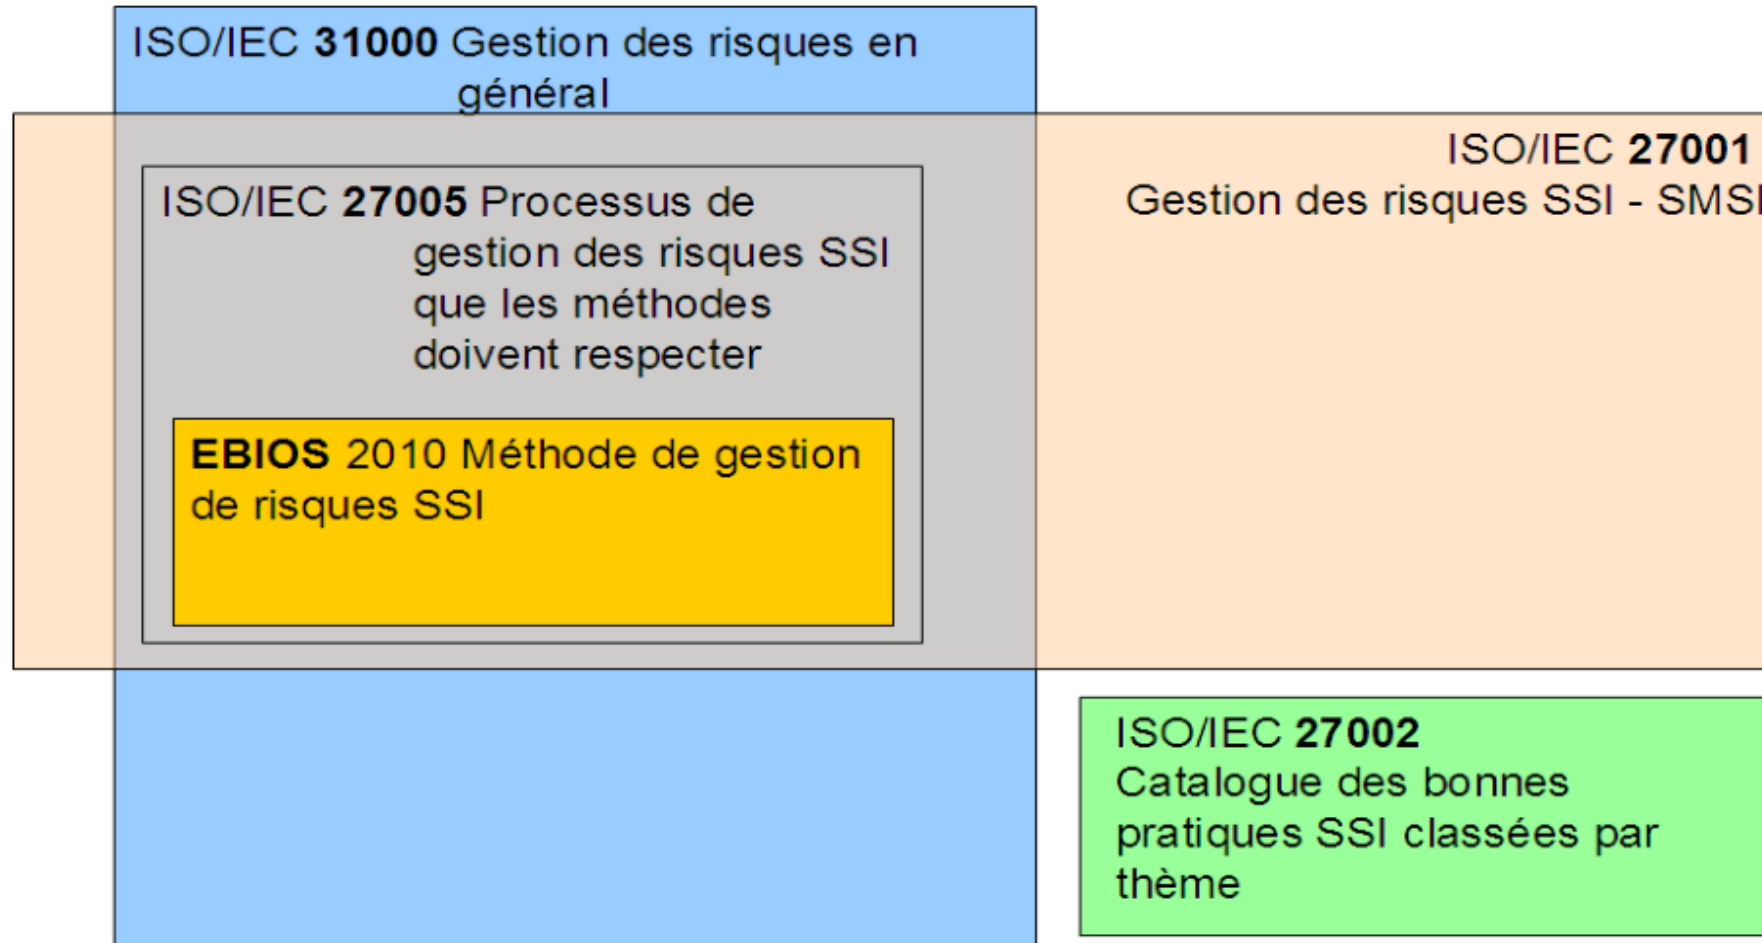 ISO/IEC 31000 Gestion des risques en
général
ISO/IEC 27001
Gestion des risques SSI - SMSI
ISO/IEC 27005 Processus de
gestion des risques SSI
que les méthodes
doivent respecter
EBIOS 2010 Méthode de gestion
de risques SSI
ISO/IEC 27002
Catalogue des bonnes
pratiques SSI classées par
thème